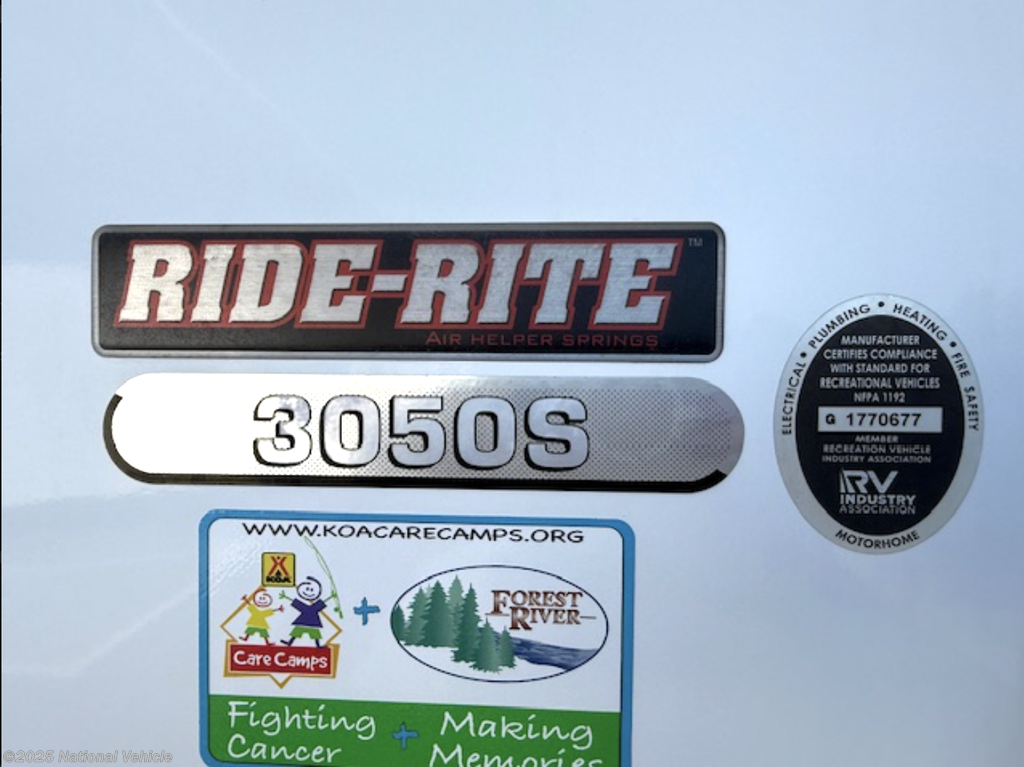 RIDE-RITE™
AIR HELPER SPRINGS
3050S
ELECTRICAL • PLUMBING • HEATING • FIRE SAFETY
MANUFACTURER
CERTIFIES COMPLIANCE
WITH STANDARD FOR
RECREATIONAL VEHICLES
NFPA 1192
G 1770677
MEMBER
RECREATION VEHICLE
INDUSTRY ASSOCIATION
RV
INDUSTRY
ASSOCIATION
MOTORHOME
WWW.KOACARECAMPS.ORG
KOA
Care Camps
+
FOREST
RIVER
Fighting + Making
Cancer Memories
©2025 National Vehicle